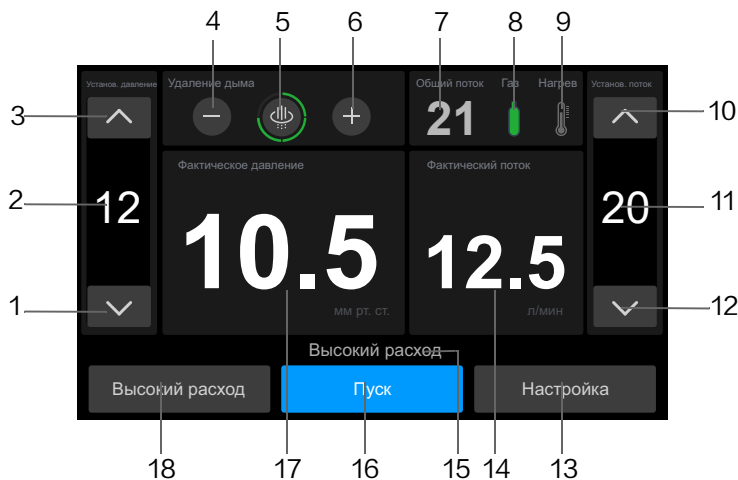 4 5 6 7 8 9
Установ. давление Удаление дыма Общий поток Газ Нагрев Установ. поток
3 21 10
Фактическое давление Фактический поток
2 12 10.5 12.5 20 11
1 мм рт. ст. л/мин 12
Высокий расход
Высокий расход Пуск Настройка
18 17 16 15 14 13